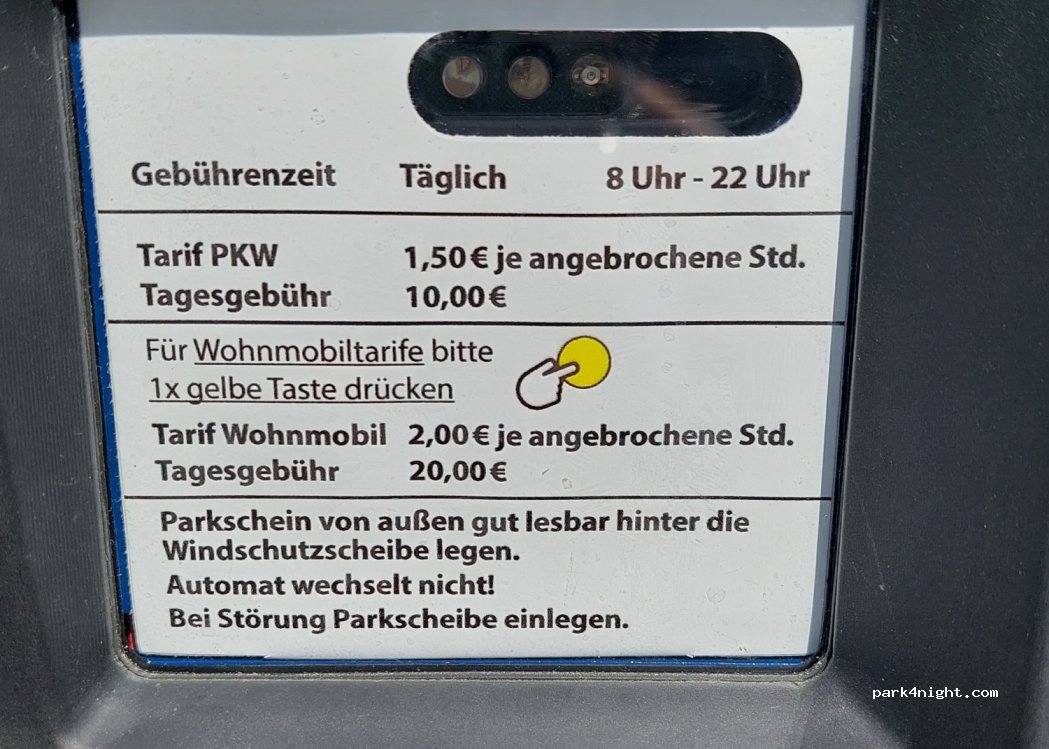 Gebührenzeit Täglich 8 Uhr - 22 Uhr
Tarif PKW 1,50€ je angebrochene Std.
Tagesgebühr 10,00€
Für Wohnmobiltarife bitte
1x gelbe Taste drücken
Tarif Wohnmobil 2,00€ je angebrochene Std.
Tagesgebühr 20,00€
Parkschein von außen gut lesbar hinter die
Windschutzscheibe legen.
Automat wechselt nicht!
Bei Störung Parkscheibe einlegen.
park4night.com